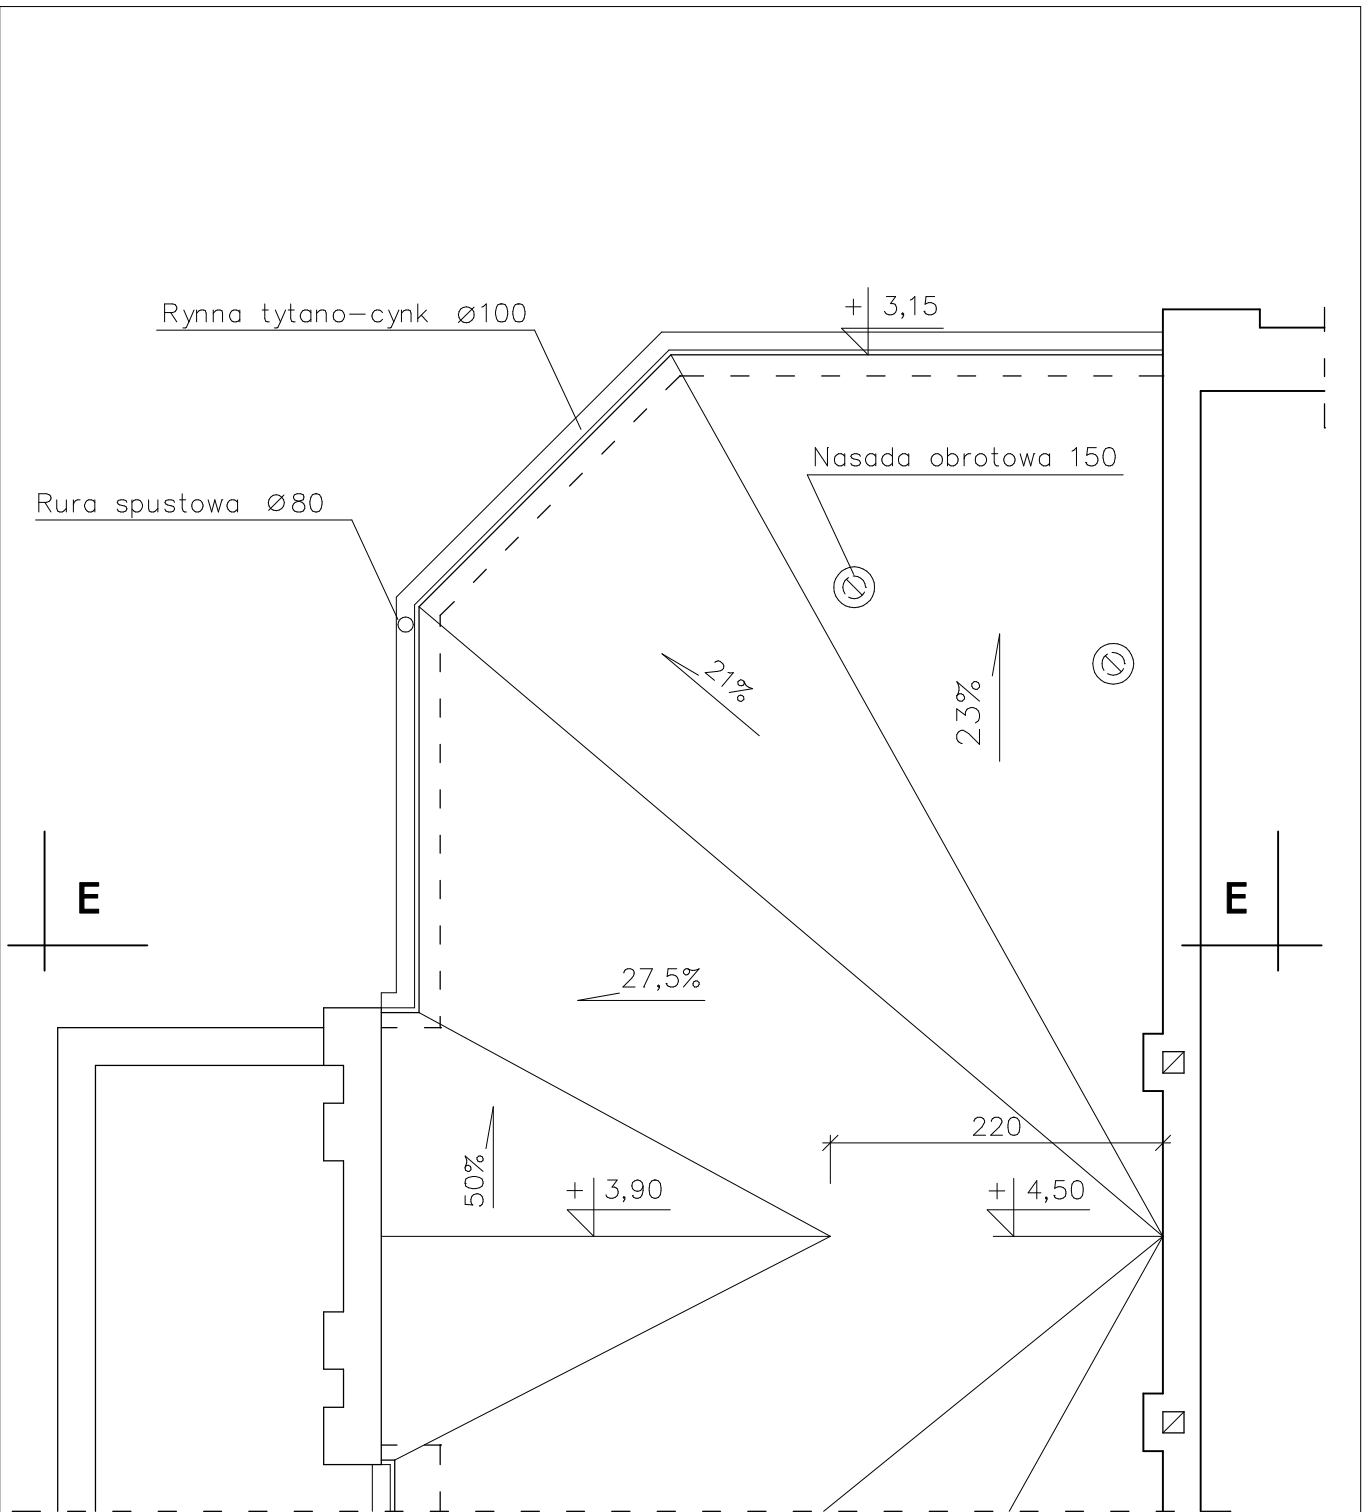 + 3,15
Rynna tytano-cynk Ø100
Nasada obrotowa 150
Rura spustowa Ø80
21%
23%
E
E
27,5%
220
50%
+ 3,90
+ 4,50